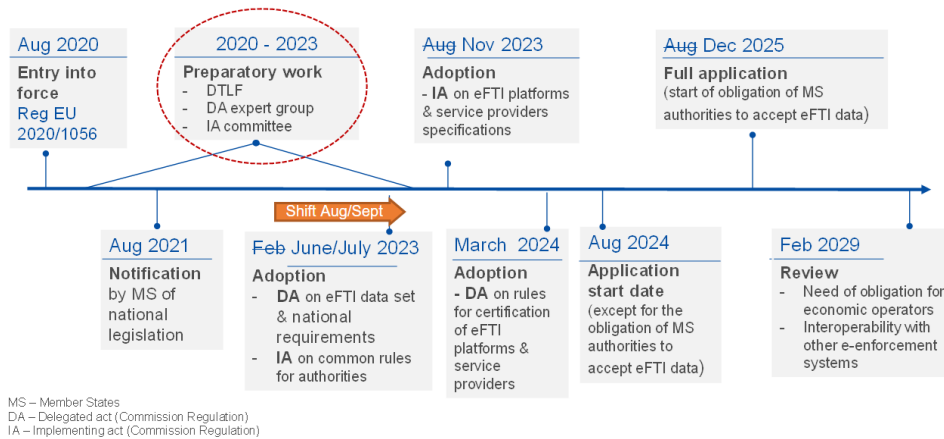 Aug 2020
Entry into
force
Reg EU
2020/1056
2020 - 2023
Preparatory work
- DTLF
- DA expert group
- IA committee
Aug Nov 2023
Adoption
- IA on eFTI platforms
& service providers
specifications
Aug Dec 2025
Full application
(start of obligation of MS
authorities to accept eFTI data)
Shift Aug/Sept
Aug 2021
Notification
by MS of
national
legislation
Feb June/July 2023
Adoption
- DA on eFTI data set
& national
requirements
- IA on common rules
for authorities
March 2024
Adoption
- DA on rules for
certification
of eFTI
platforms &
service
providers
Aug 2024
Application
start date
(except for the
obligation of MS
authorities to
accept eFTI data)
Feb 2029
Review
- Need of obligation for
economic operators
- Interoperability with
other e-enforcement
systems
MS – Member States
DA – Delegated act (Commission Regulation)
IA – Implementing act (Commission Regulation)